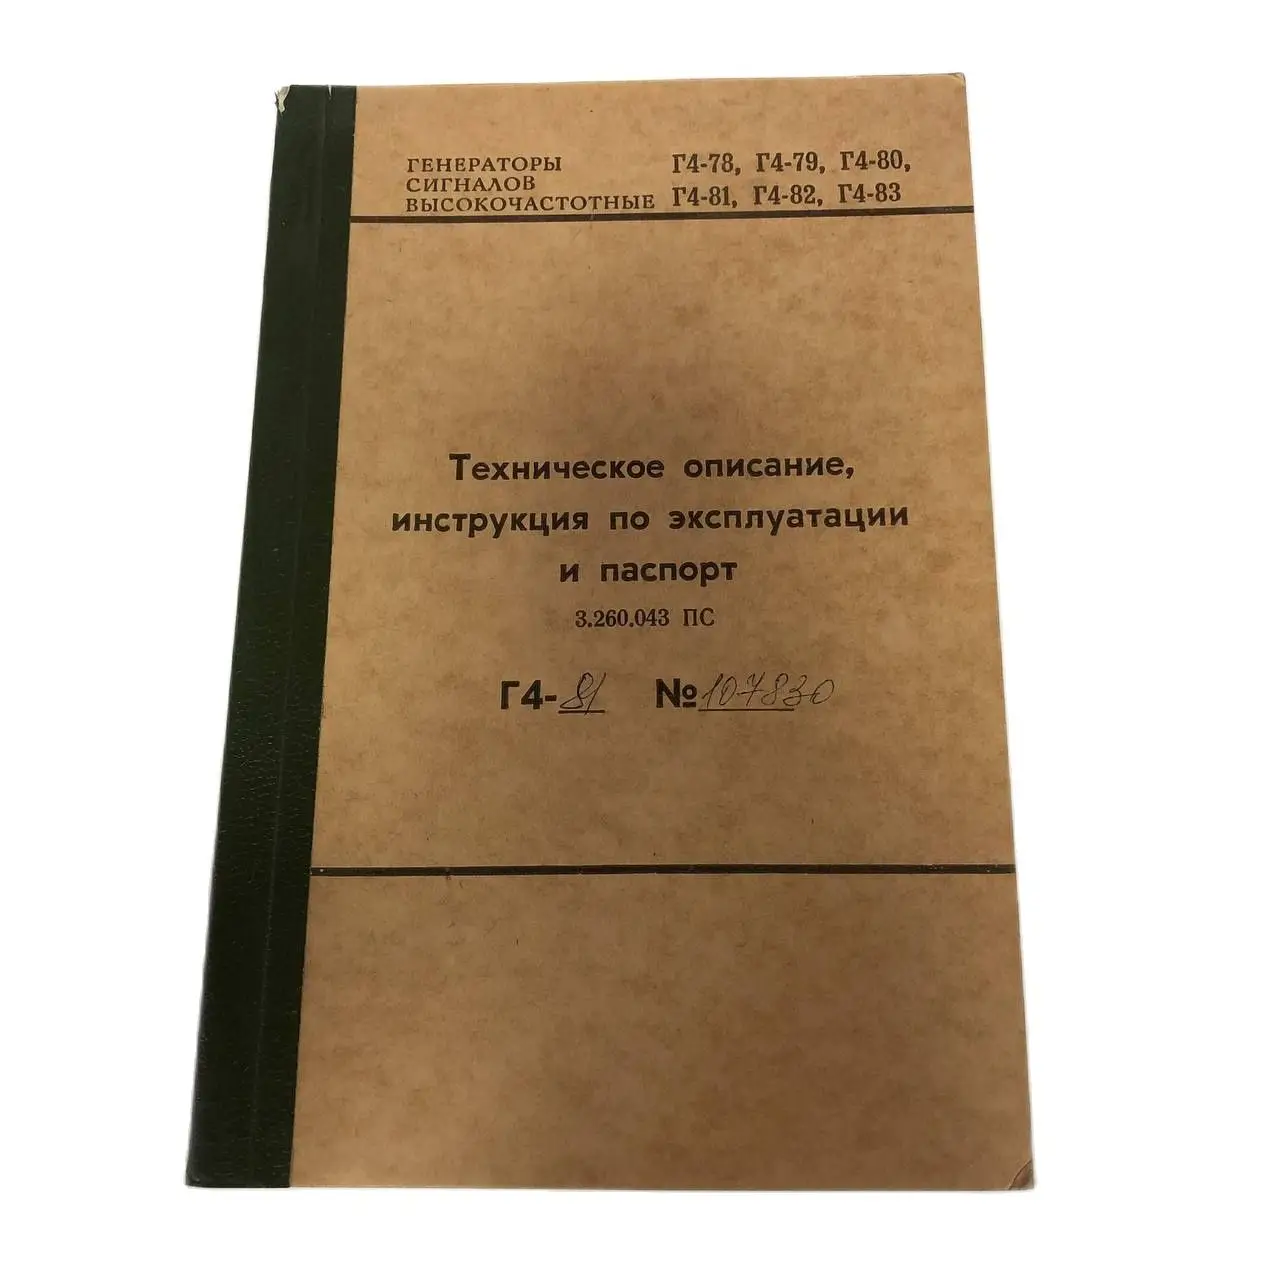 ГЕНЕРАТОРЫ
СИГНАЛОВ
ВЫСОКОЧАСТОТНЫЕ
Г4-78, Г4-79, Г4-80,
Г4-81, Г4-82, Г4-83
Техническое описание,
инструкция по эксплуатации
и паспорт
3.260.043 ПС
Г4-81 №107830